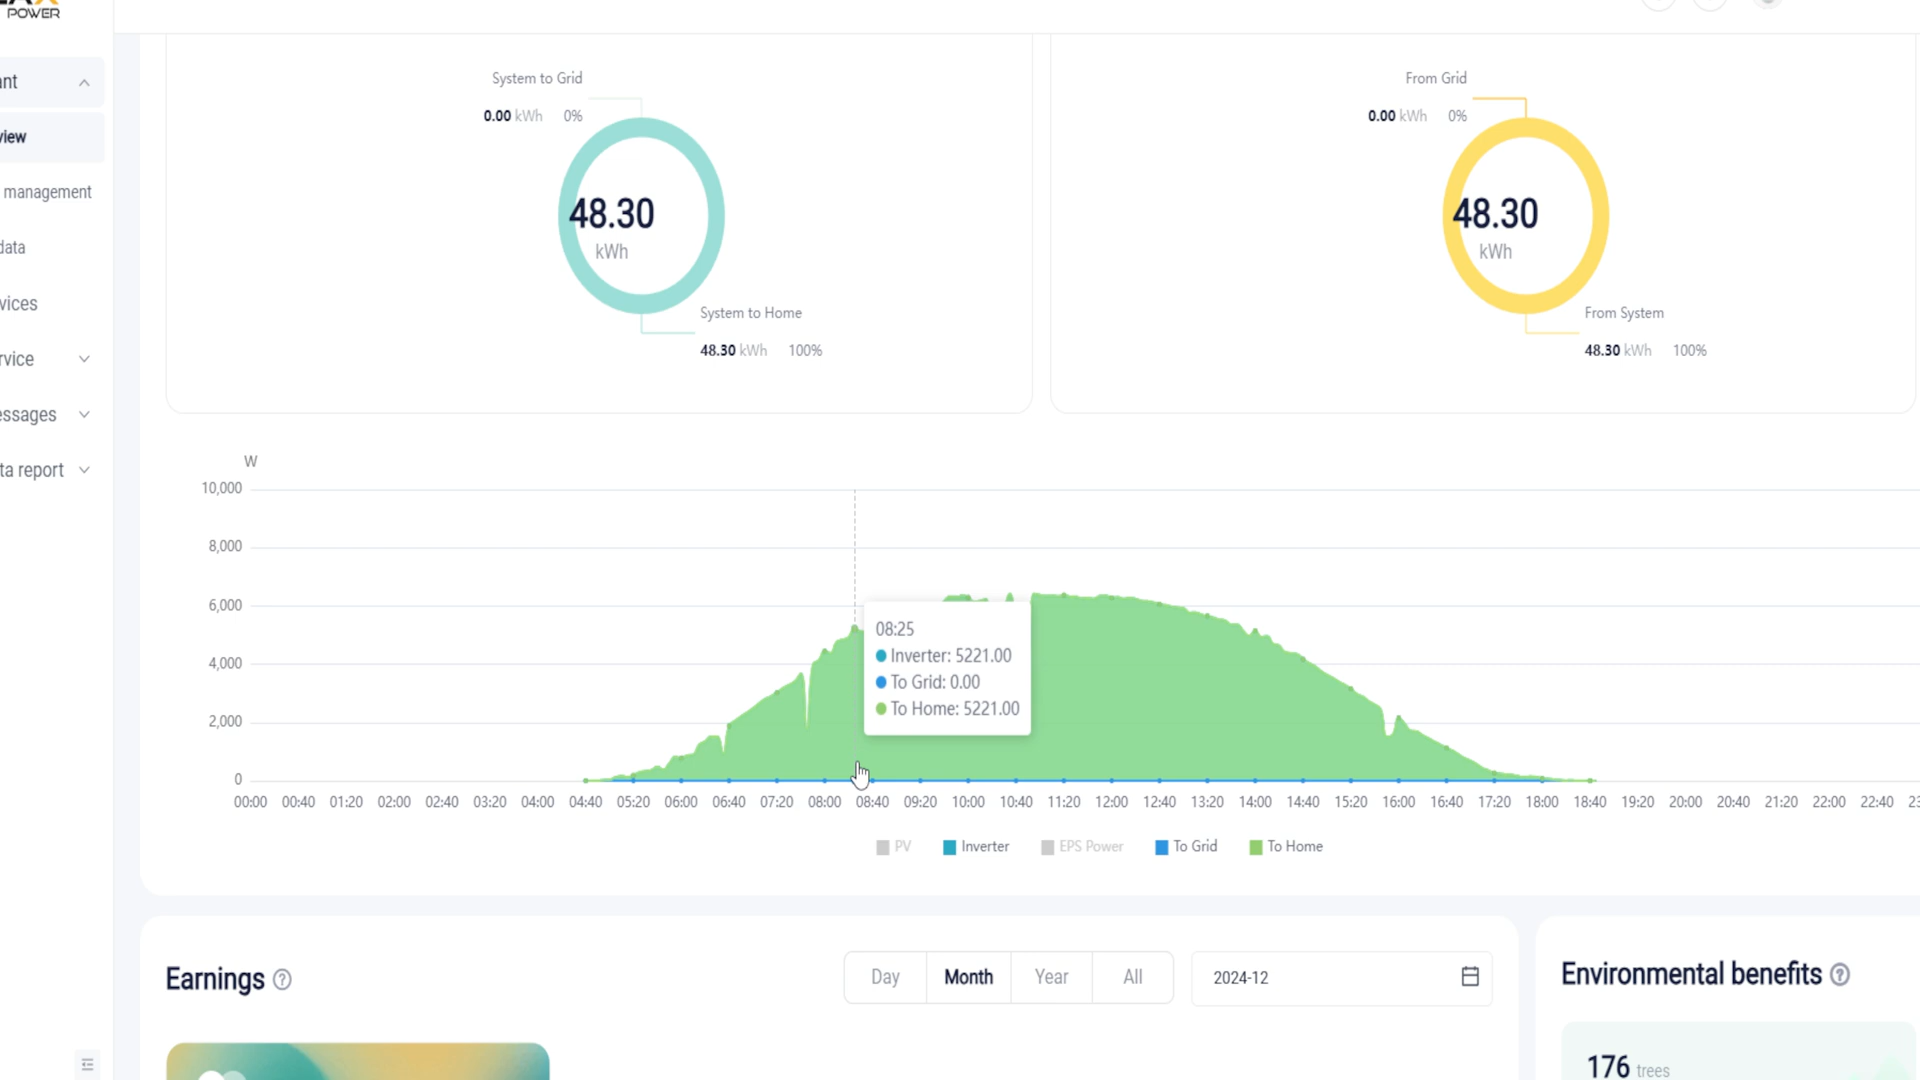 POWER
ant
view
management
data
vices
rvice
essages
ta report
System to Grid
0.00 kWh 0%
48.30
kWh
System to Home
48.30 kWh 100%
From Grid
0.00 kWh 0%
48.30
kWh
From System
48.30 kWh 100%
W
10,000
8,000
6,000
4,000
2,000
0
08:25
Inverter: 5221.00
To Grid: 0.00
To Home: 5221.00
00:00 00:40 01:20 02:00 02:40 03:20 04:00 04:40 05:20 06:00 06:40 07:20 08:00 08:40 09:20 10:00 10:40 11:20 12:00 12:40 13:20 14:00 14:40 15:20 16:00 16:40 17:20 18:00 18:40 19:20 20:00 20:40 21:20 22:00 22:40 23
PV Inverter EPS Power To Grid To Home
Earnings ?
Day Month Year All 2024-12
Environmental benefits ?
176 trees